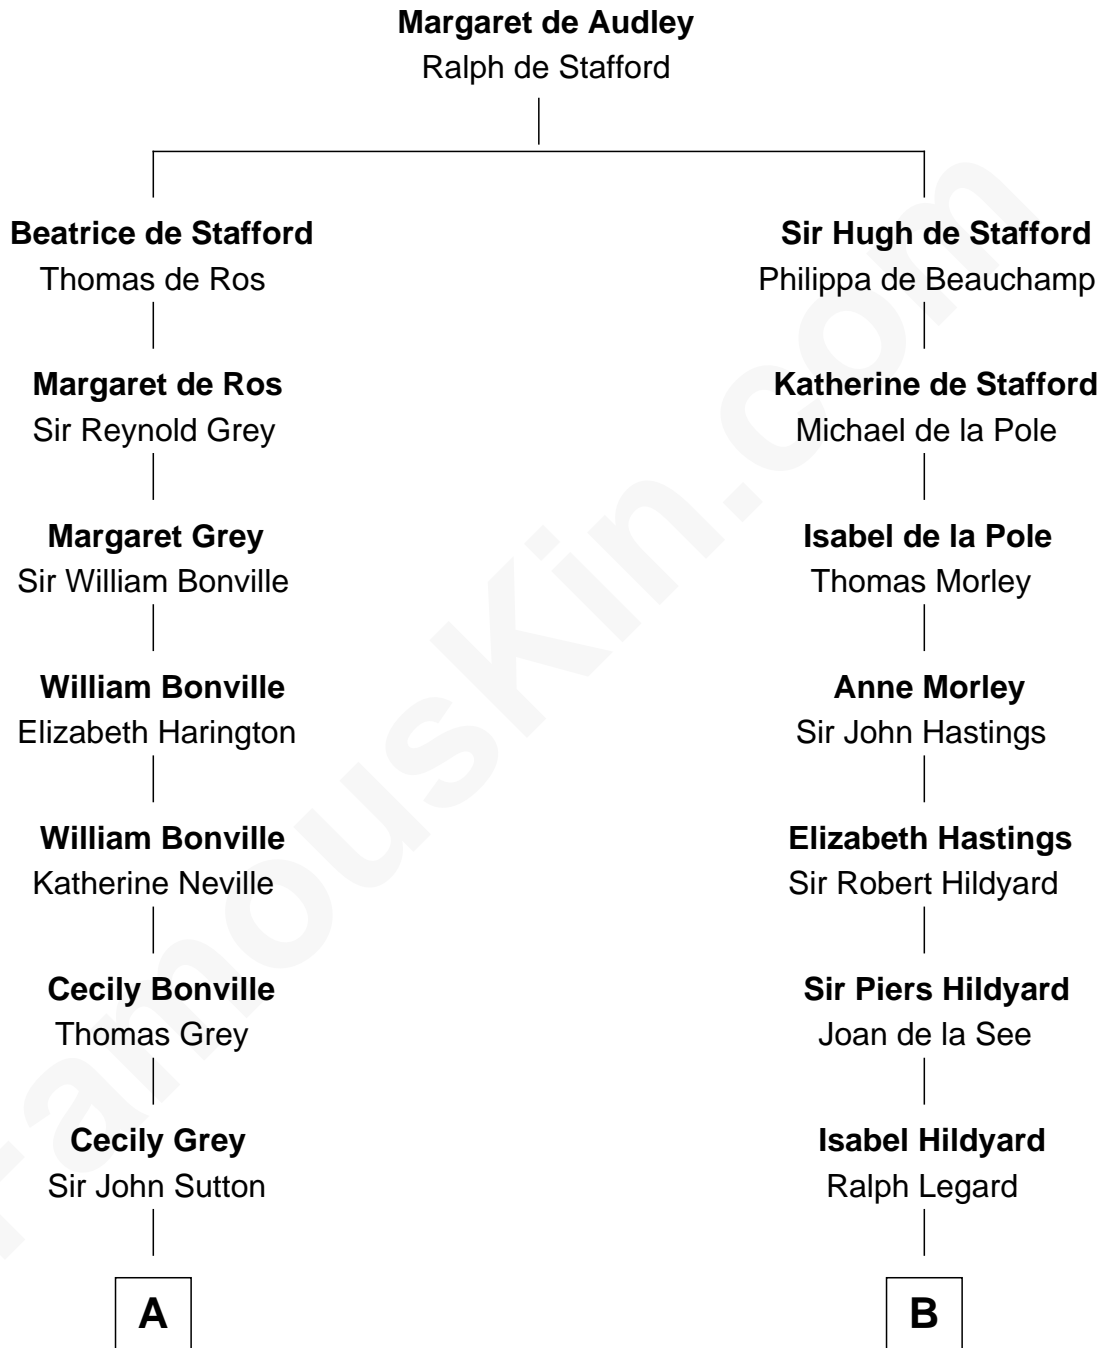 Margaret de Audley
Ralph de Stafford
Beatrice de Stafford
Thomas de Ros
Sir Hugh de Stafford
Philippa de Beauchamp
Margaret de Ros
Sir Reynold Grey
Katherine de Stafford
Michael de la Pole
Margaret Grey
Sir William Bonville
Isabel de la Pole
Thomas Morley
William Bonville
Elizabeth Harington
Anne Morley
Sir John Hastings
William Bonville
Katherine Neville
Elizabeth Hastings
Sir Robert Hildyard
Cecily Bonville
Thomas Grey
Sir Piers Hildyard
Joan de la See
Cecily Grey
Sir John Sutton
Isabel Hildyard
Ralph Legard
A
B
FamousKin.com